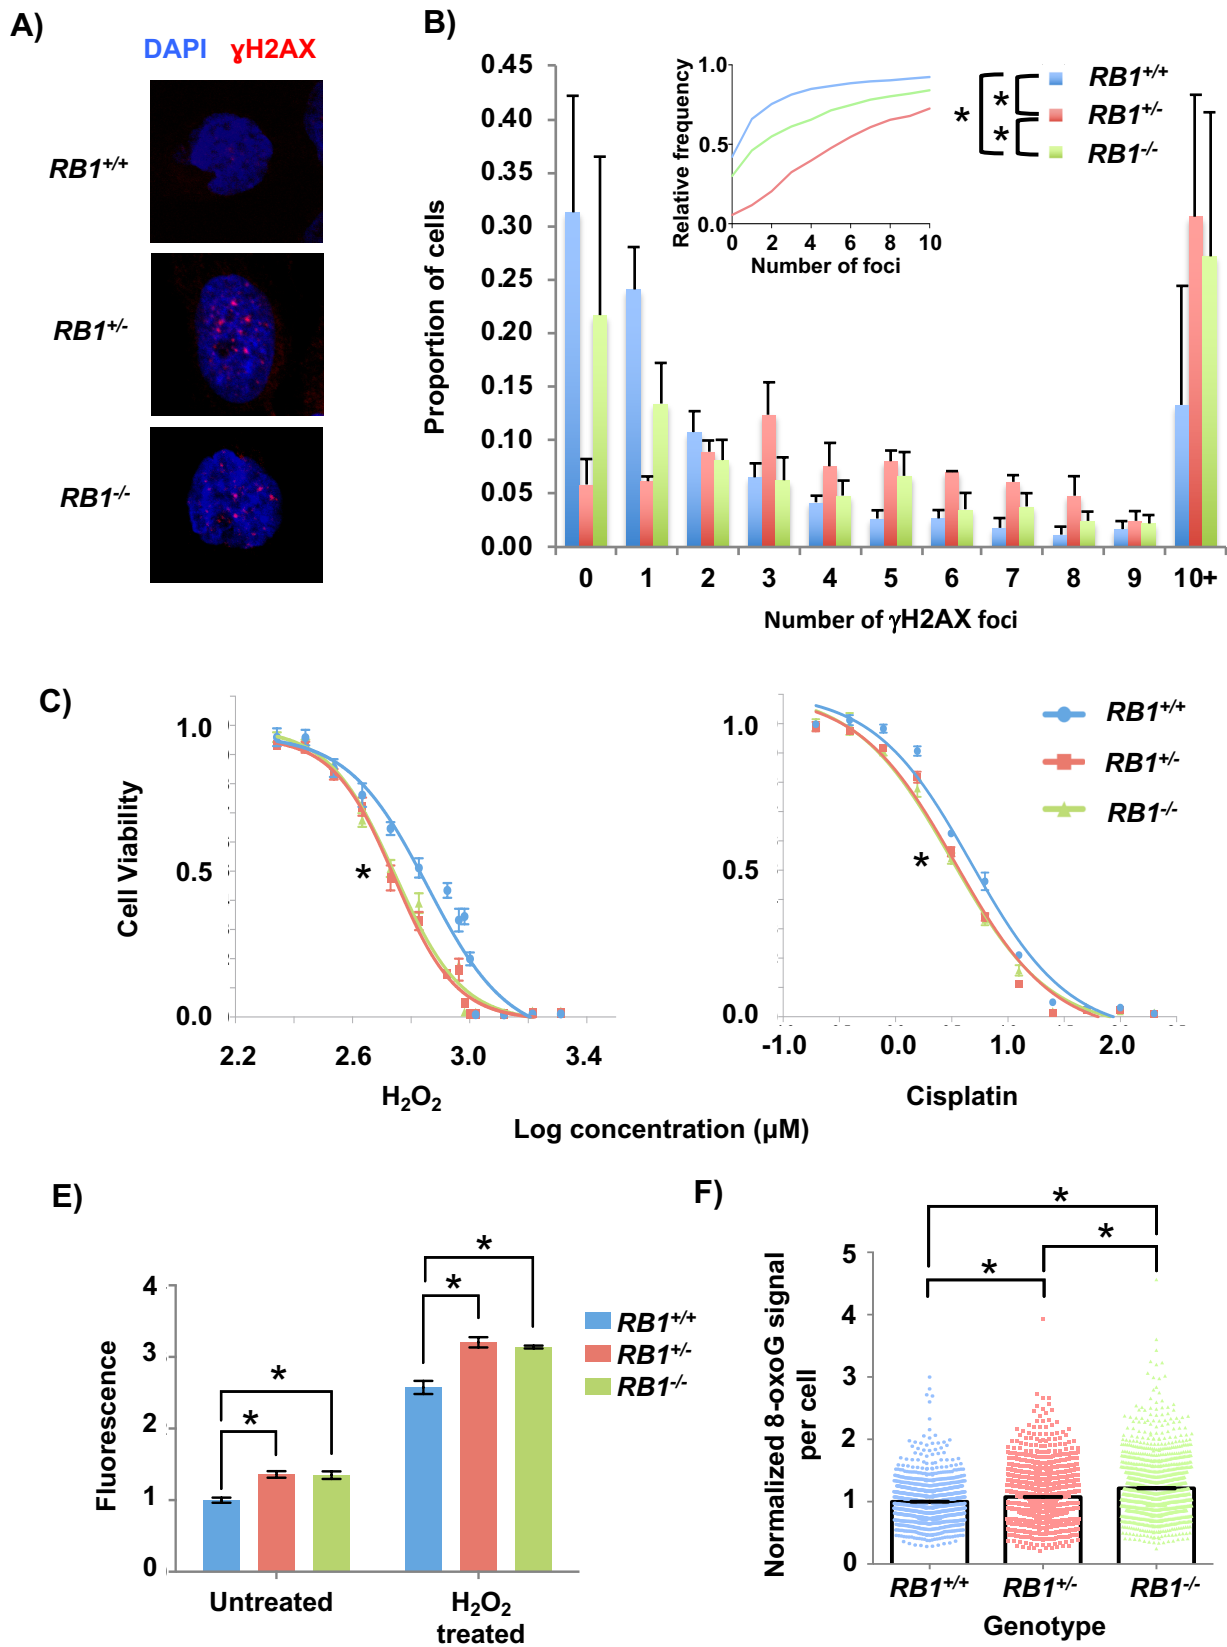 A)
DAPI ɣH2AX
RB1+/+
RB1+/-
RB1-/-
B)
Proportion of cells
0.45
0.40
0.35
0.30
0.25
0.20
0.15
0.10
0.05
0.00
0 1 2 3 4 5 6 7 8 9 10+
Number of γH2AX foci
Relative frequency
1.0
0.5
0.0
0 2 4 6 8 10
Number of foci
* * *
RB1+/+
RB1+/-
RB1-/-
C)
Cell Viability
1.0
0.5
0.0
*
2.2 2.6 3.0 3.4
H2O2
1.0
0.5
0.0
*
-1.0 0.0 1.0 2.0
Cisplatin
Log concentration (µM)
RB1+/+
RB1+/-
RB1-/-
E)
Fluorescence
4
3
2
1
0
* *
* *
Untreated
H2O2
treated
RB1+/+
RB1+/-
RB1-/-
F)
Normalized 8-oxoG signal
per cell
5
4
3
2
1
0
* * *
RB1+/+ RB1+/- RB1-/-
Genotype